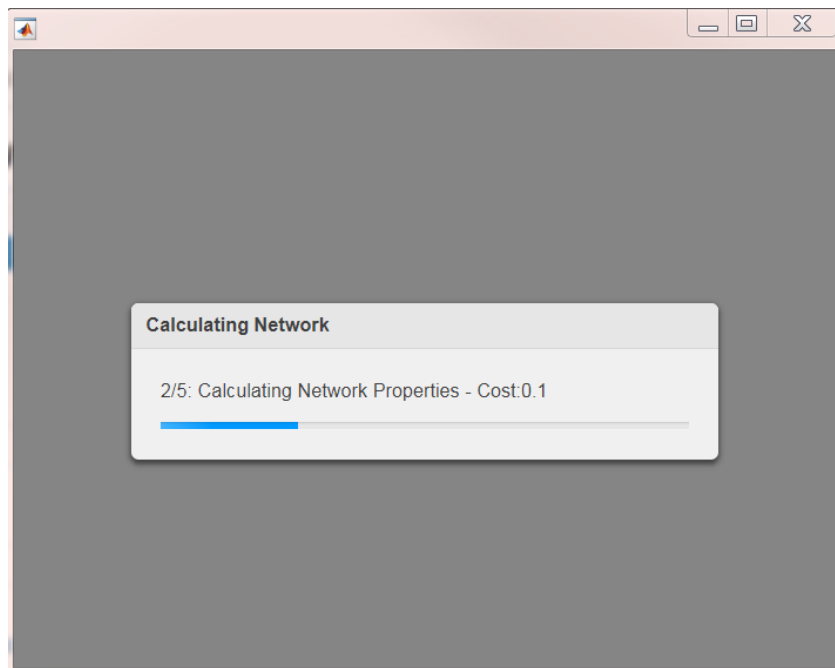 Calculating Network
2/5: Calculating Network Properties - Cost:0.1